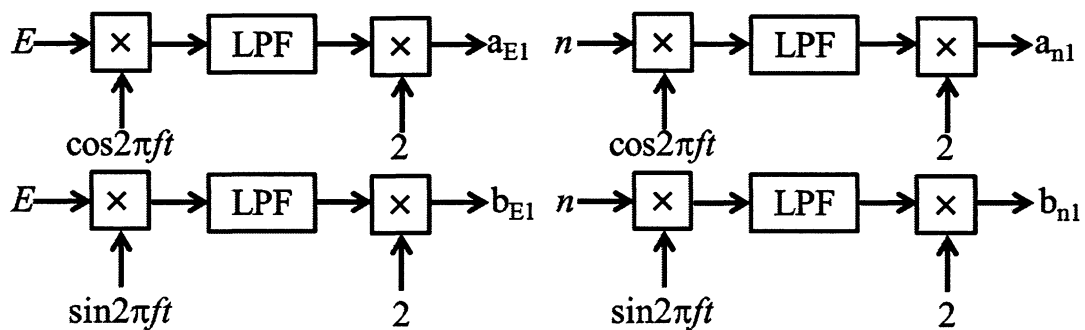 E × LPF × a_E1 n × LPF × a_n1
cos2πft 2 cos2πft 2
E × LPF × b_E1 n × LPF × b_n1
sin2πft 2 sin2πft 2